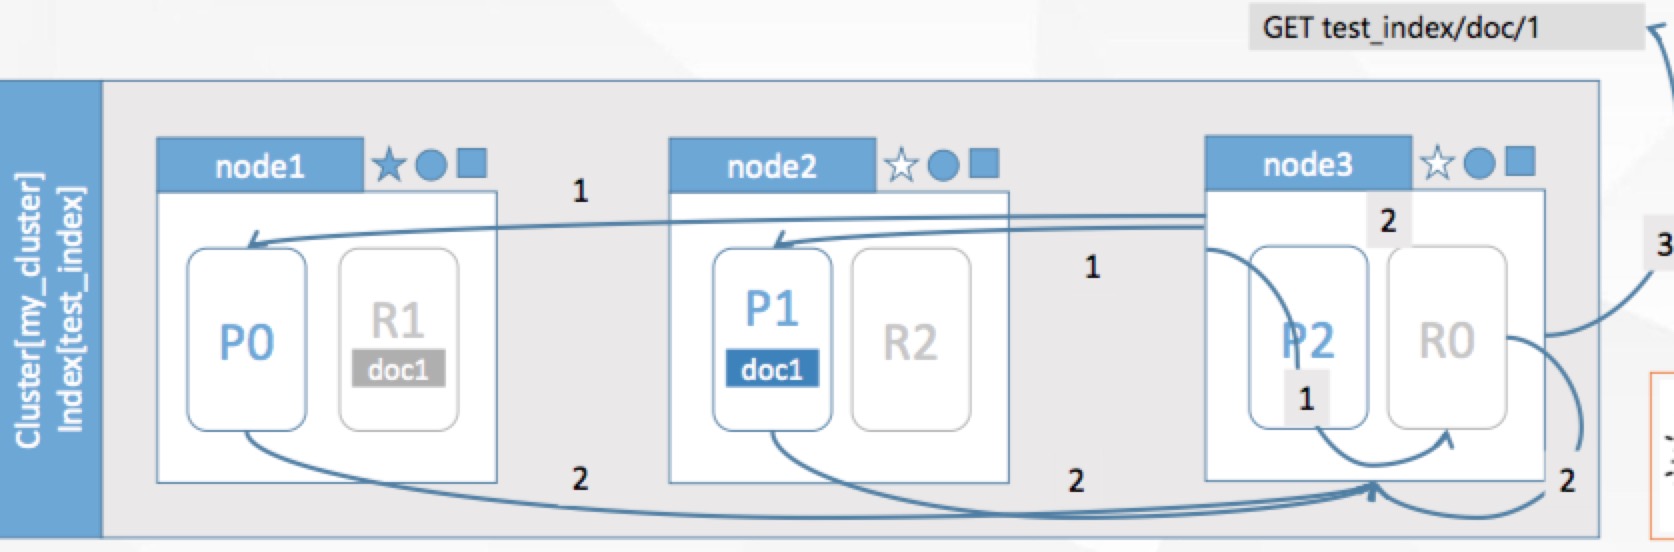 GET test_index/doc/1
Cluster[my_cluster]
Index[test_index]
node1
node2
node3
1
2
3
1
P0
R1
doc1
P1
doc1
R2
P2
R0
1
2
2
2